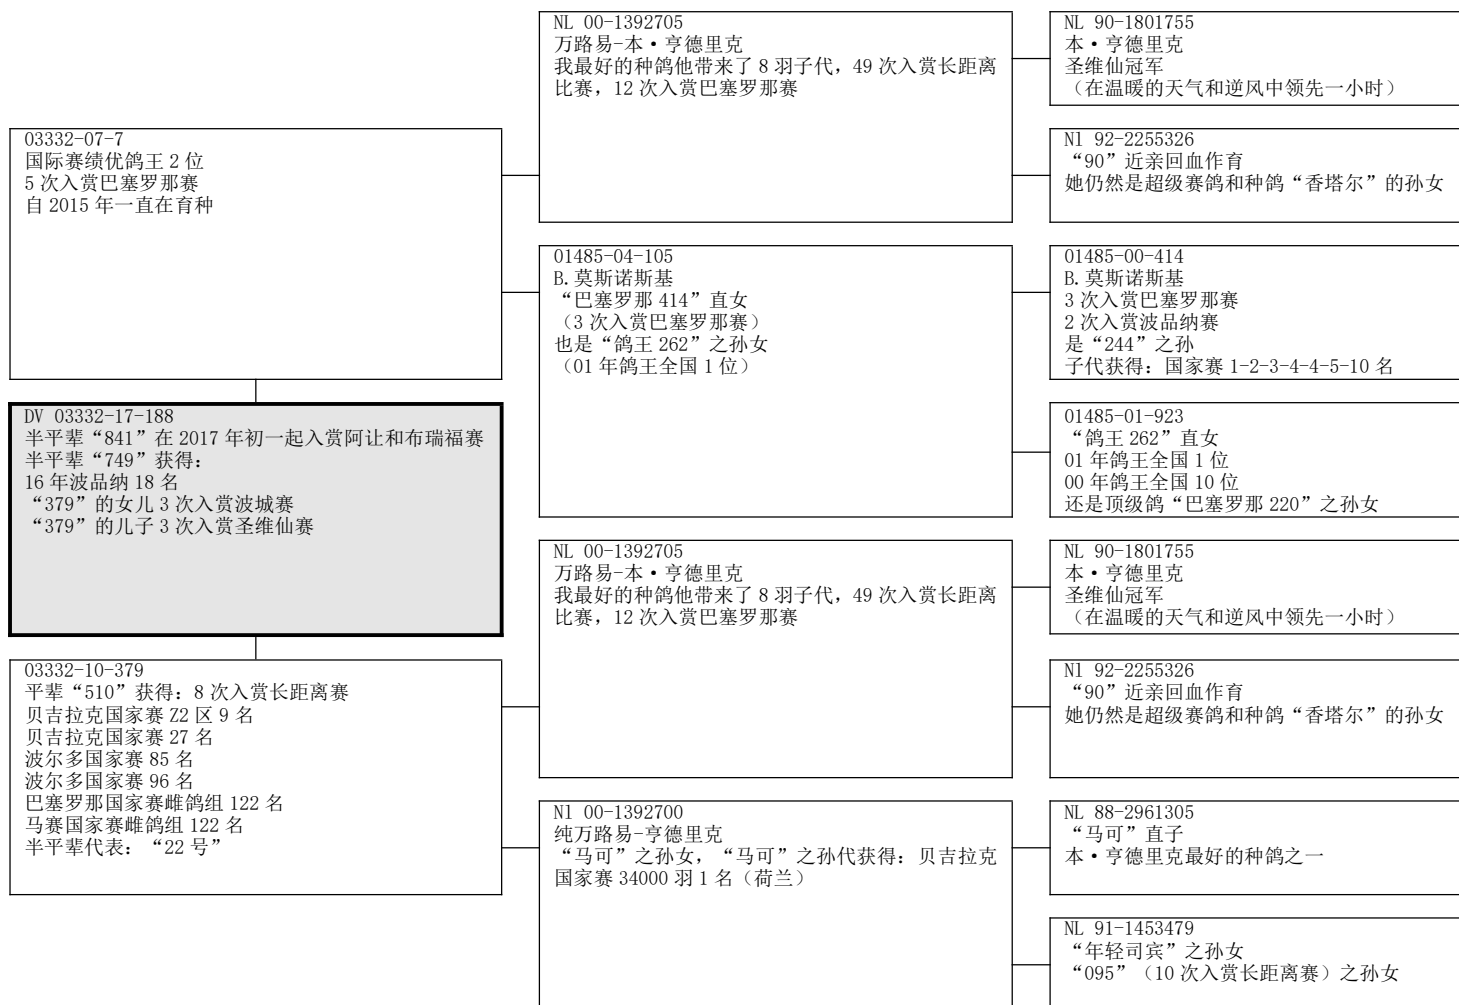 03332-07-7
国际赛绩优鸽王 2 位
5 次入赏巴塞罗那赛
自 2015 年一直在育种
DV 03332-17-188
半平辈“841”在 2017 年初一起入赏阿让和布瑞福赛
半平辈“749”获得：
16 年波品纳 18 名
“379”的女儿 3 次入赏波城赛
“379”的儿子 3 次入赏圣维仙赛
03332-10-379
平辈“510”获得：8 次入赏长距离赛
贝吉拉克国家赛 Z2 区 9 名
贝吉拉克国家赛 27 名
波尔多国家赛 85 名
波尔多国家赛 96 名
巴塞罗那国家赛雌鸽组 122 名
马赛国家赛雌鸽组 122 名
半平辈代表：“22 号”
NL 00-1392705
万路易-本·亨德里克
我最好的种鸽他带来了 8 羽子代，49 次入赏长距离
比赛，12 次入赏巴塞罗那赛
01485-04-105
B.莫斯诺斯基
“巴塞罗那 414”直女
（3 次入赏巴塞罗那赛）
也是“鸽王 262”之孙女
（01 年鸽王全国 1 位）
NL 00-1392705
万路易-本·亨德里克
我最好的种鸽他带来了 8 羽子代，49 次入赏长距离
比赛，12 次入赏巴塞罗那赛
Nl 00-1392700
纯万路易-亨德里克
“马可”之孙女，“马可”之孙代获得：贝吉拉克
国家赛 34000 羽 1 名（荷兰）
NL 90-1801755
本·亨德里克
圣维仙冠军
（在温暖的天气和逆风中领先一小时）
Nl 92-2255326
“90”近亲回血作育
她仍然是超级赛鸽和种鸽“香塔尔”的孙女
01485-00-414
B.莫斯诺斯基
3 次入赏巴塞罗那赛
2 次入赏波品纳赛
是“244”之孙
子代获得：国家赛 1-2-3-4-4-5-10 名
01485-01-923
“鸽王 262”直女
01 年鸽王全国 1 位
00 年鸽王全国 10 位
还是顶级鸽“巴塞罗那 220”之孙女
NL 90-1801755
本·亨德里克
圣维仙冠军
（在温暖的天气和逆风中领先一小时）
Nl 92-2255326
“90”近亲回血作育
她仍然是超级赛鸽和种鸽“香塔尔”的孙女
NL 88-2961305
“马可”直子
本·亨德里克最好的种鸽之一
NL 91-1453479
“年轻司宾”之孙女
“095”（10 次入赏长距离赛）之孙女